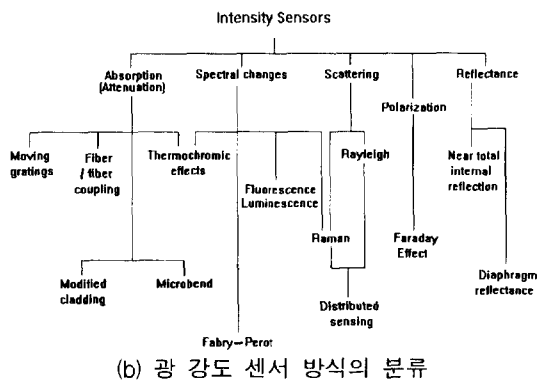 Intensity Sensors
Absorption
(Attenuation)
Spectral changes
Scattering
Reflectance
Polarization
Moving
gratings
Fiber
/ fiber
coupling
Thermochromic
effects
Rayleigh
Near total
internal
reflection
Fluorescence
Luminescence
Raman
Faraday
Effect
Diaphragm
reflectance
Modified
cladding
Microbend
Distributed
sensing
Fabry-Perot
(b) 광 강도 센서 방식의 분류